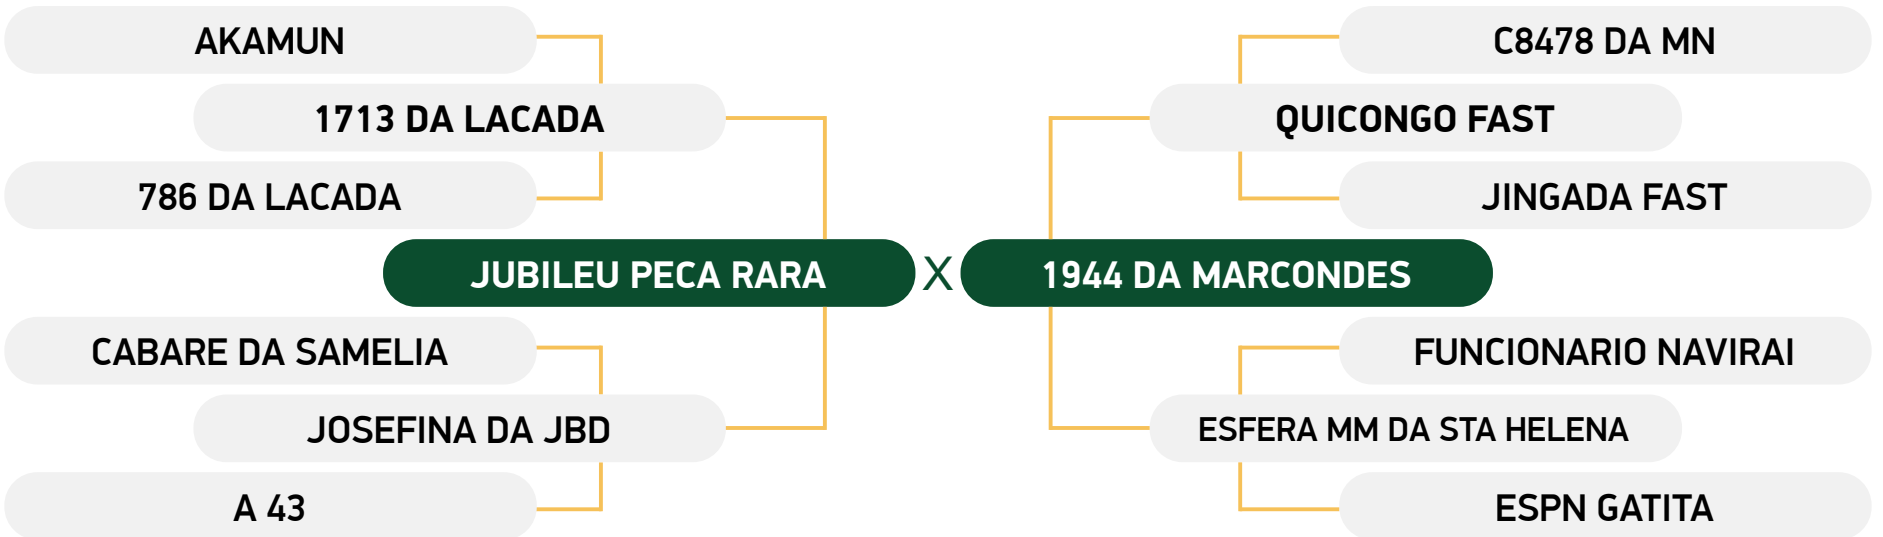 AKAMUN
C8478 DA MN
1713 DA LACADA
QUICONGO FAST
786 DA LACADA
JINGADA FAST
JUBILEU PECA RARA X 1944 DA MARCONDES
CABARE DA SAMELIA
FUNCIONARIO NAVIRAI
JOSEFINA DA JBD
ESFERA MM DA STA HELENA
A 43
ESPN GATITA